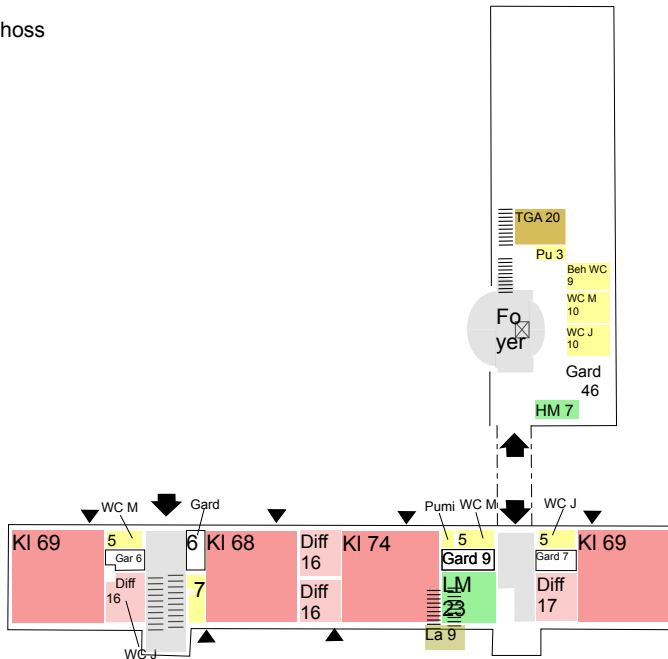 hoss
TGA 20
Pu 3
Beh WC
9
WC M
10
WC J
10
Fo
yer
Gard
46
HM 7
WC M
Gard
Pumi
WC M
WC J
Kl 69
5
6
Kl 68
Diff
16
Kl 74
5
5
Kl 69
Gar 6
Gard 9
Gard 7
Diff
16
7
Diff
16
LM
23
Diff
17
La 9
WC J